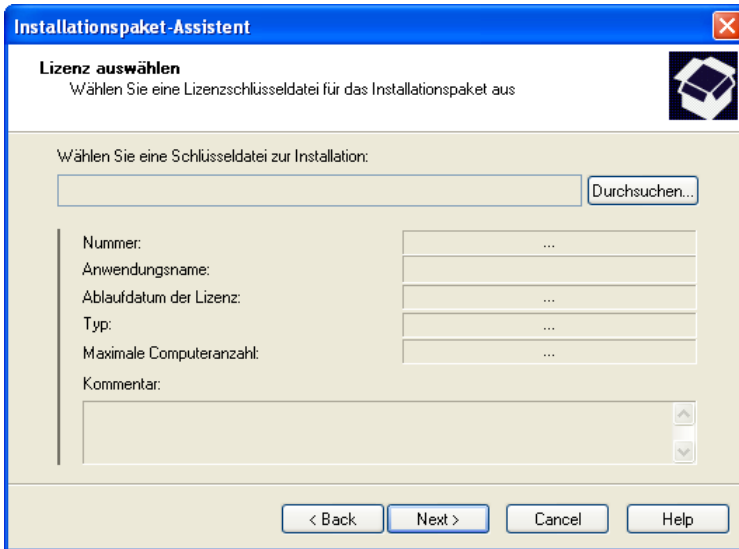 Installationspaket-Assistent
Lizenz auswählen
Wählen Sie eine Lizenzschlüsseldatei für das Installationspaket aus
Wählen Sie eine Schlüsseldatei zur Installation:
Durchsuchen...
Nummer: ...
Anwendungsname:
Ablaufdatum der Lizenz: ...
Typ: ...
Maximale Computeranzahl: ...
Kommentar:
< Back Next > Cancel Help